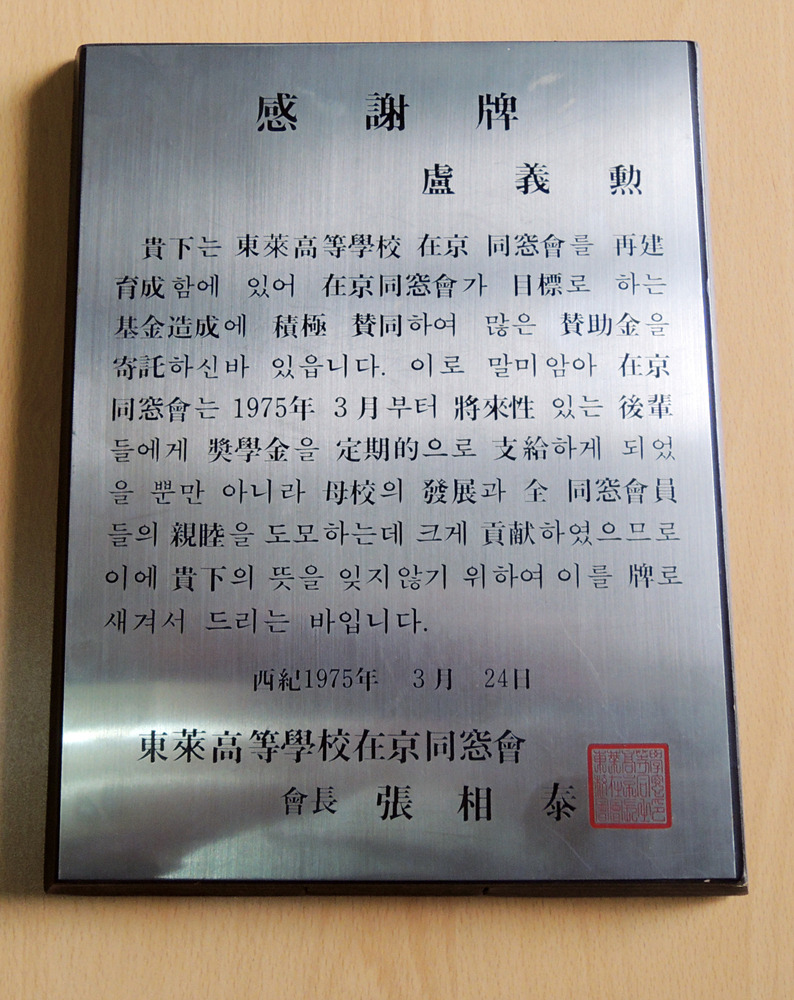 感 謝 牌
盧 義 勲
貴下는 東萊高等學校 在京 同窓會를 再建
育成함에 있어 在京同窓會가 目標로 하는
基金造成에 積極 賛同하여 많은 賛助金을
寄託하신바 있읍니다. 이로 말미암아 在京
同窓會는 1975年 3月부터 將來性 있는 後輩
들에게 奬學金을 定期的으로 支給하게 되었
을 뿐만 아니라 母校의 發展과 全 同窓會員
들의 親睦을 도모하는데 크게 貢献하였으므로
이에 貴下의 뜻을 잊지않기 위하여 이를 牌로
새겨서 드리는 바입니다.
西紀1975年 3月 24日
東萊高等學校在京同窓會
會長 張 相 泰